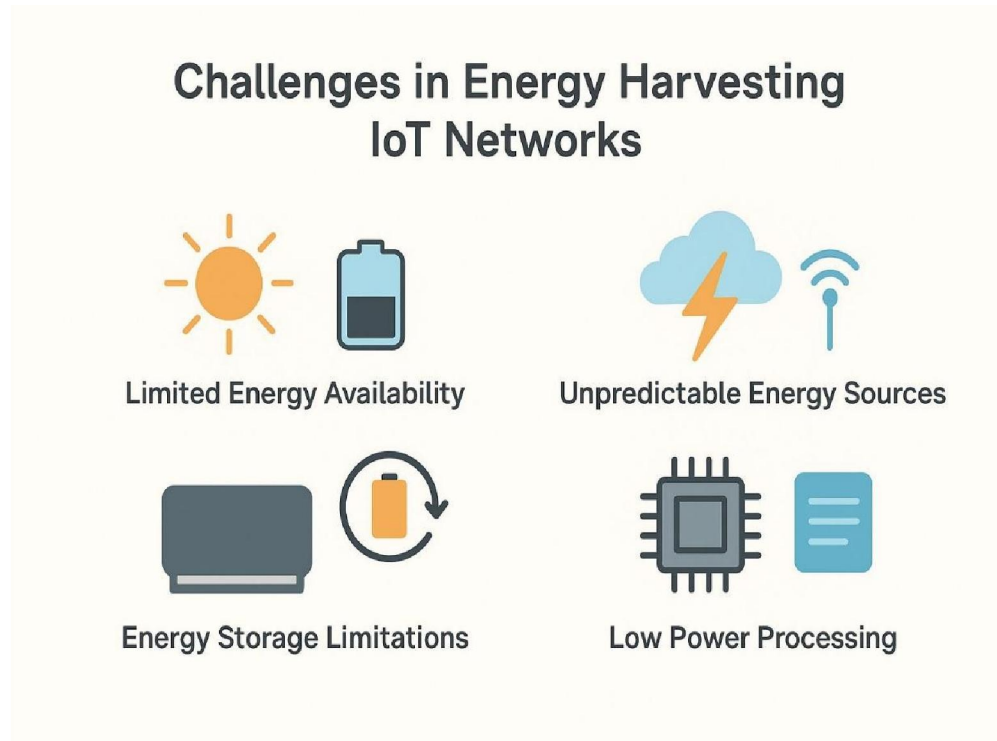 Challenges in Energy Harvesting
IoT Networks
Limited Energy Availability
Unpredictable Energy Sources
Energy Storage Limitations
Low Power Processing